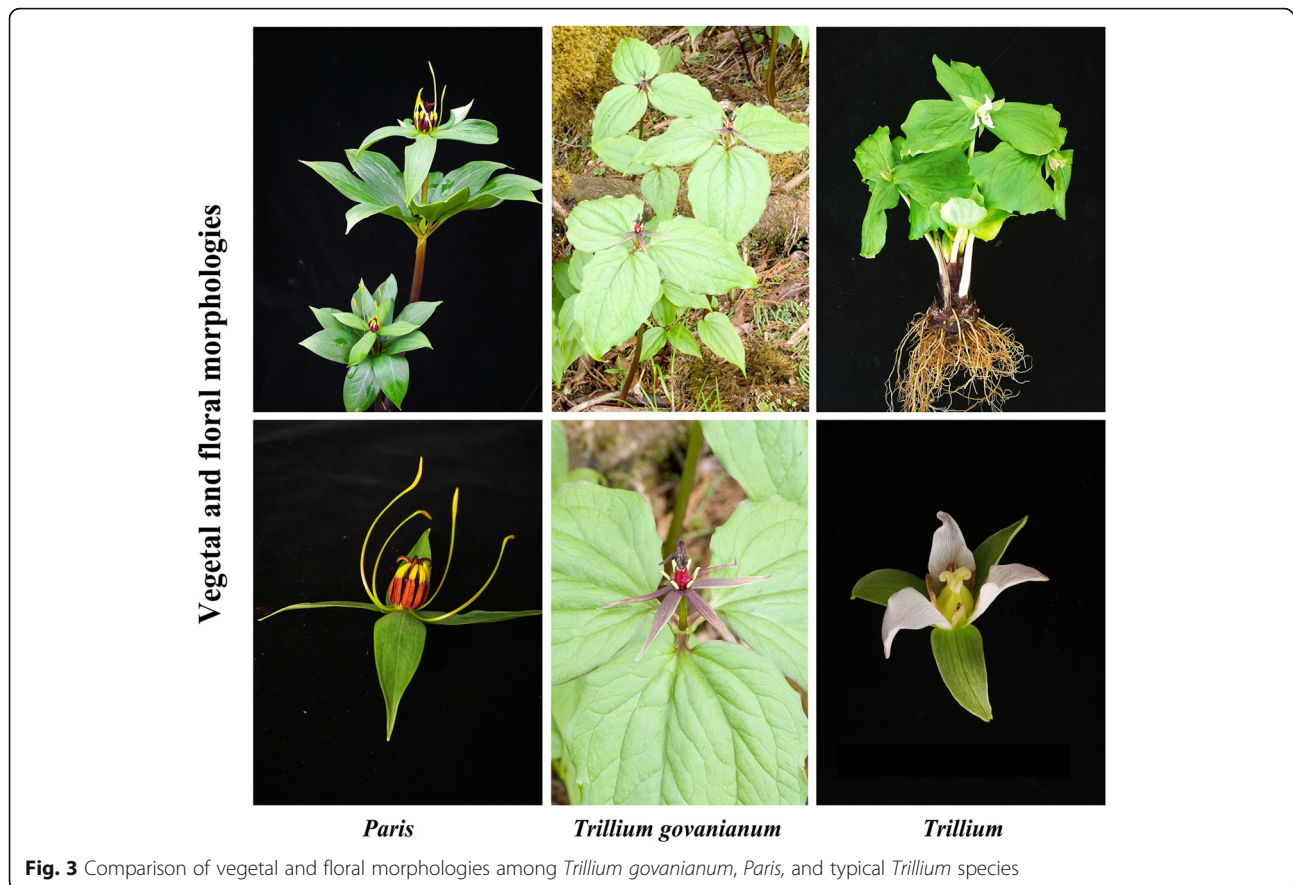 Vegetal and floral morphologies
Paris
Trillium govanianum
Trillium
Fig. 3 Comparison of vegetal and floral morphologies among Trillium govanianum, Paris, and typical Trillium species